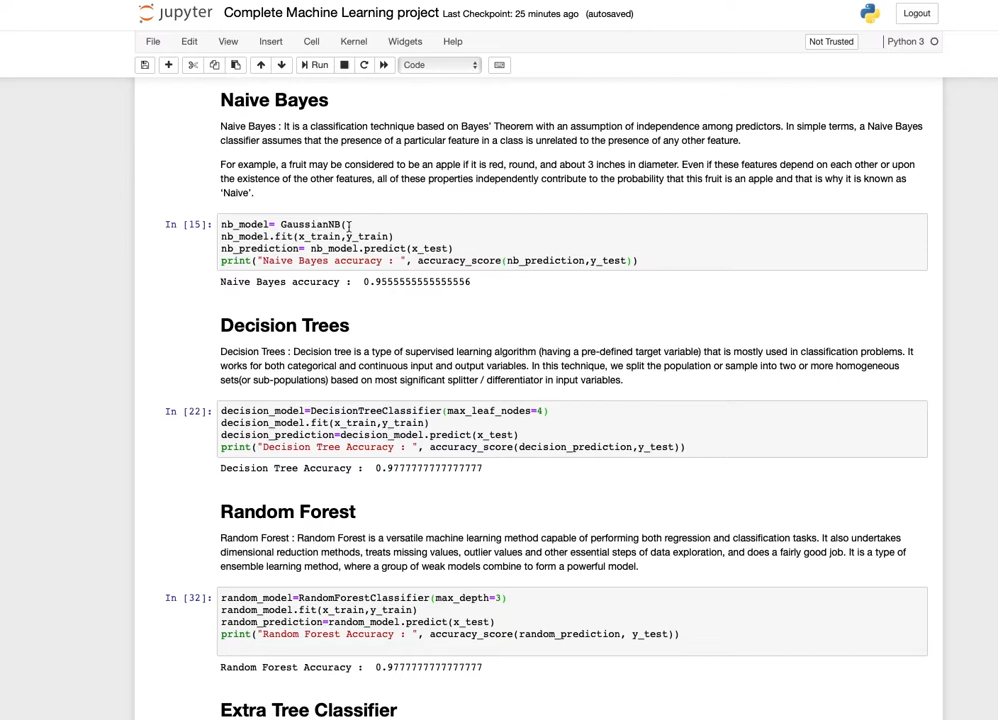 jupyter Complete Machine Learning project Last Checkpoint: 25 minutes ago (autosaved) Logout
File Edit View Insert Cell Kernel Widgets Help Not Trusted Python 3
Run Code
Naive Bayes
Naive Bayes : It is a classification technique based on Bayes' Theorem with an assumption of independence among predictors. In simple terms, a Naive Bayes
classifier assumes that the presence of a particular feature in a class is unrelated to the presence of any other feature.
For example, a fruit may be considered to be an apple if it is red, round, and about 3 inches in diameter. Even if these features depend on each other or upon
the existence of the other features, all of these properties independently contribute to the probability that this fruit is an apple and that is why it is known as
'Naive'.
In [15]: nb_model= GaussianNB(
nb_model.fit(x_train,y_train)
nb_prediction= nb_model.predict(x_test)
print("Naive Bayes accuracy : ", accuracy_score(nb_prediction,y_test))
Naive Bayes accuracy :  0.9555555555555556
Decision Trees
Decision Trees : Decision tree is a type of supervised learning algorithm (having a pre-defined target variable) that is mostly used in classification problems. It
works for both categorical and continuous input and output variables. In this technique, we split the population or sample into two or more homogeneous
sets(or sub-populations) based on most significant splitter / differentiator in input variables.
In [22]: decision_model=DecisionTreeClassifier(max_leaf_nodes=4)
decision_model.fit(x_train,y_train)
decision_prediction=decision_model.predict(x_test)
print("Decision Tree Accuracy : ", accuracy_score(decision_prediction,y_test))
Decision Tree Accuracy :  0.9777777777777777
Random Forest
Random Forest : Random Forest is a versatile machine learning method capable of performing both regression and classification tasks. It also undertakes
dimensional reduction methods, treats missing values, outlier values and other essential steps of data exploration, and does a fairly good job. It is a type of
ensemble learning method, where a group of weak models combine to form a powerful model.
In [32]: random_model=RandomForestClassifier(max_depth=3)
random_model.fit(x_train,y_train)
random_prediction=random_model.predict(x_test)
print("Random Forest Accuracy : ", accuracy_score(random_prediction, y_test))
Random Forest Accuracy :  0.9777777777777777
Extra Tree Classifier